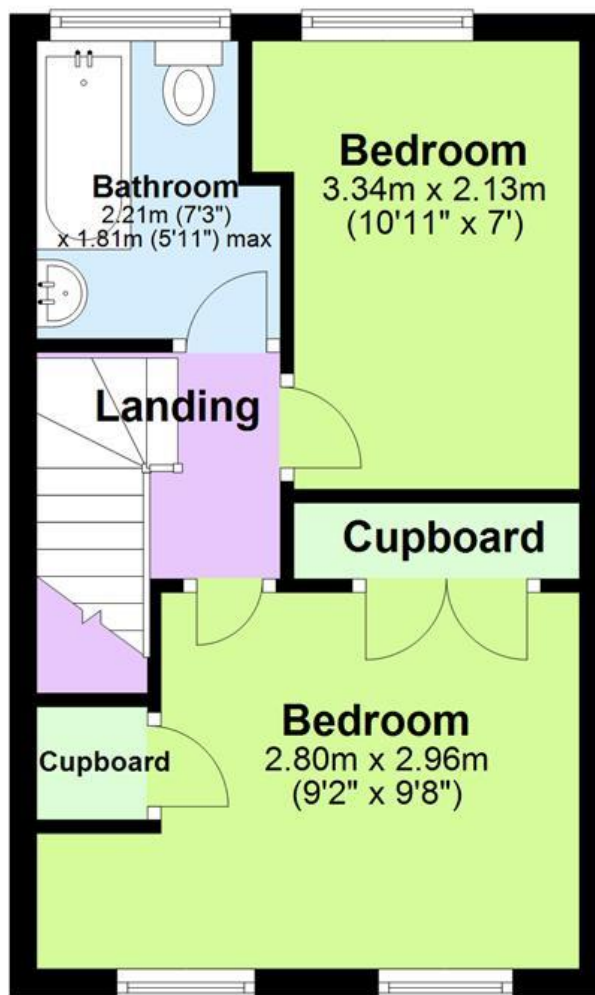 Bedroom
3.34m x 2.13m
(10'11" x 7')
Bathroom
2.21m (7'3")
x 1.81m (5'11") max
Landing
Cupboard
Bedroom
2.80m x 2.96m
(9'2" x 9'8")
Cupboard